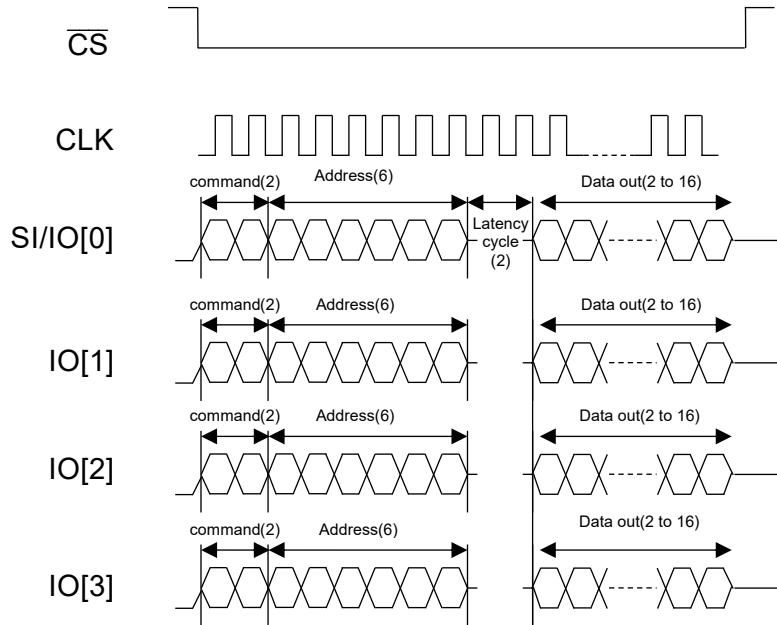 CS
CLK
command(2) Address(6) Data out(2 to 16)
SI/IO[0]
Latency
cycle
(2)
command(2) Address(6) Data out(2 to 16)
IO[1]
command(2) Address(6) Data out(2 to 16)
IO[2]
command(2) Address(6) Data out(2 to 16)
IO[3]